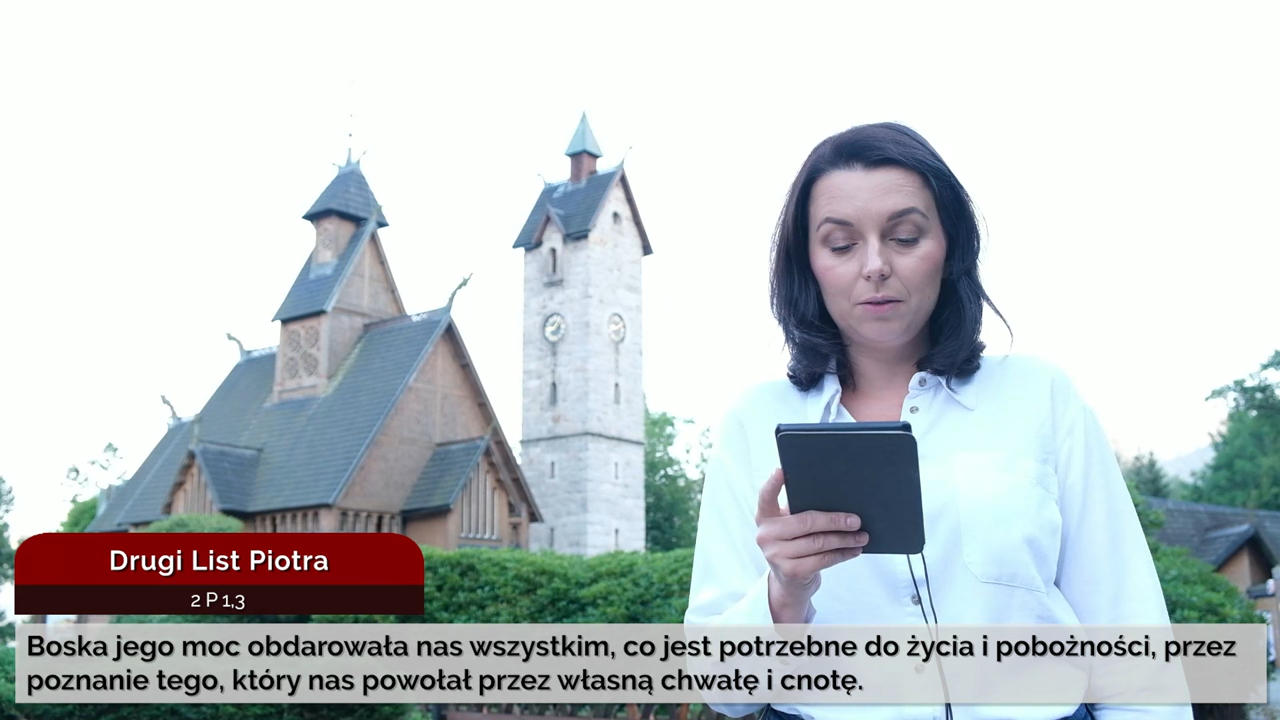 Drugi List Piotra
2 P 1,3
Boska jego moc obdarowała nas wszystkim, co jest potrzebne do życia i pobożności, przez
poznanie tego, który nas powołał przez własną chwałę i cnotę.